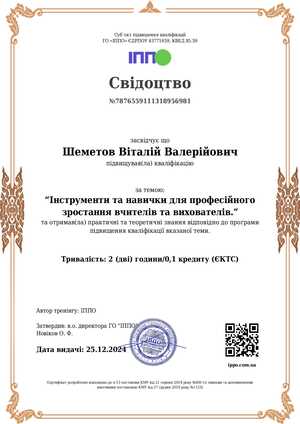 Суб'єкт підвищення кваліфікації
ГО «ІППО» ЄДРПОУ 43771659; КВЕД 85.59
ІППО
Свідоцтво
№7876559111318956981
засвідчує що
Шеметов Віталій Валерійович
підвищував(ла) кваліфікацію
за темою:
“Інструменти та навички для професійного
зростання вчителів та вихователів.”
та отримав(ла) практичні та теоретичні знання відповідно до програми
підвищення кваліфікації вказаної теми.
Тривалість: 2 (дві) години/0,1 кредиту (ЄКТС)
Автор тренінгу: ІППО
Затвердив: в.о. директора ГО "ІППО"
Новіков О. Ф.
Дата видачі: 25.12.2024
ippo.com.ua